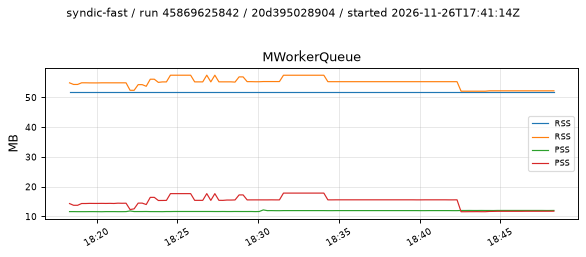 syndic-fast / run 45869625842 / 20d395028904 / started 2026-11-26T17:41:14Z
MWorkerQueue
MB
50
40
30
20
10
RSS
RSS
PSS
PSS
18:20
18:25
18:30
18:35
18:40
18:45